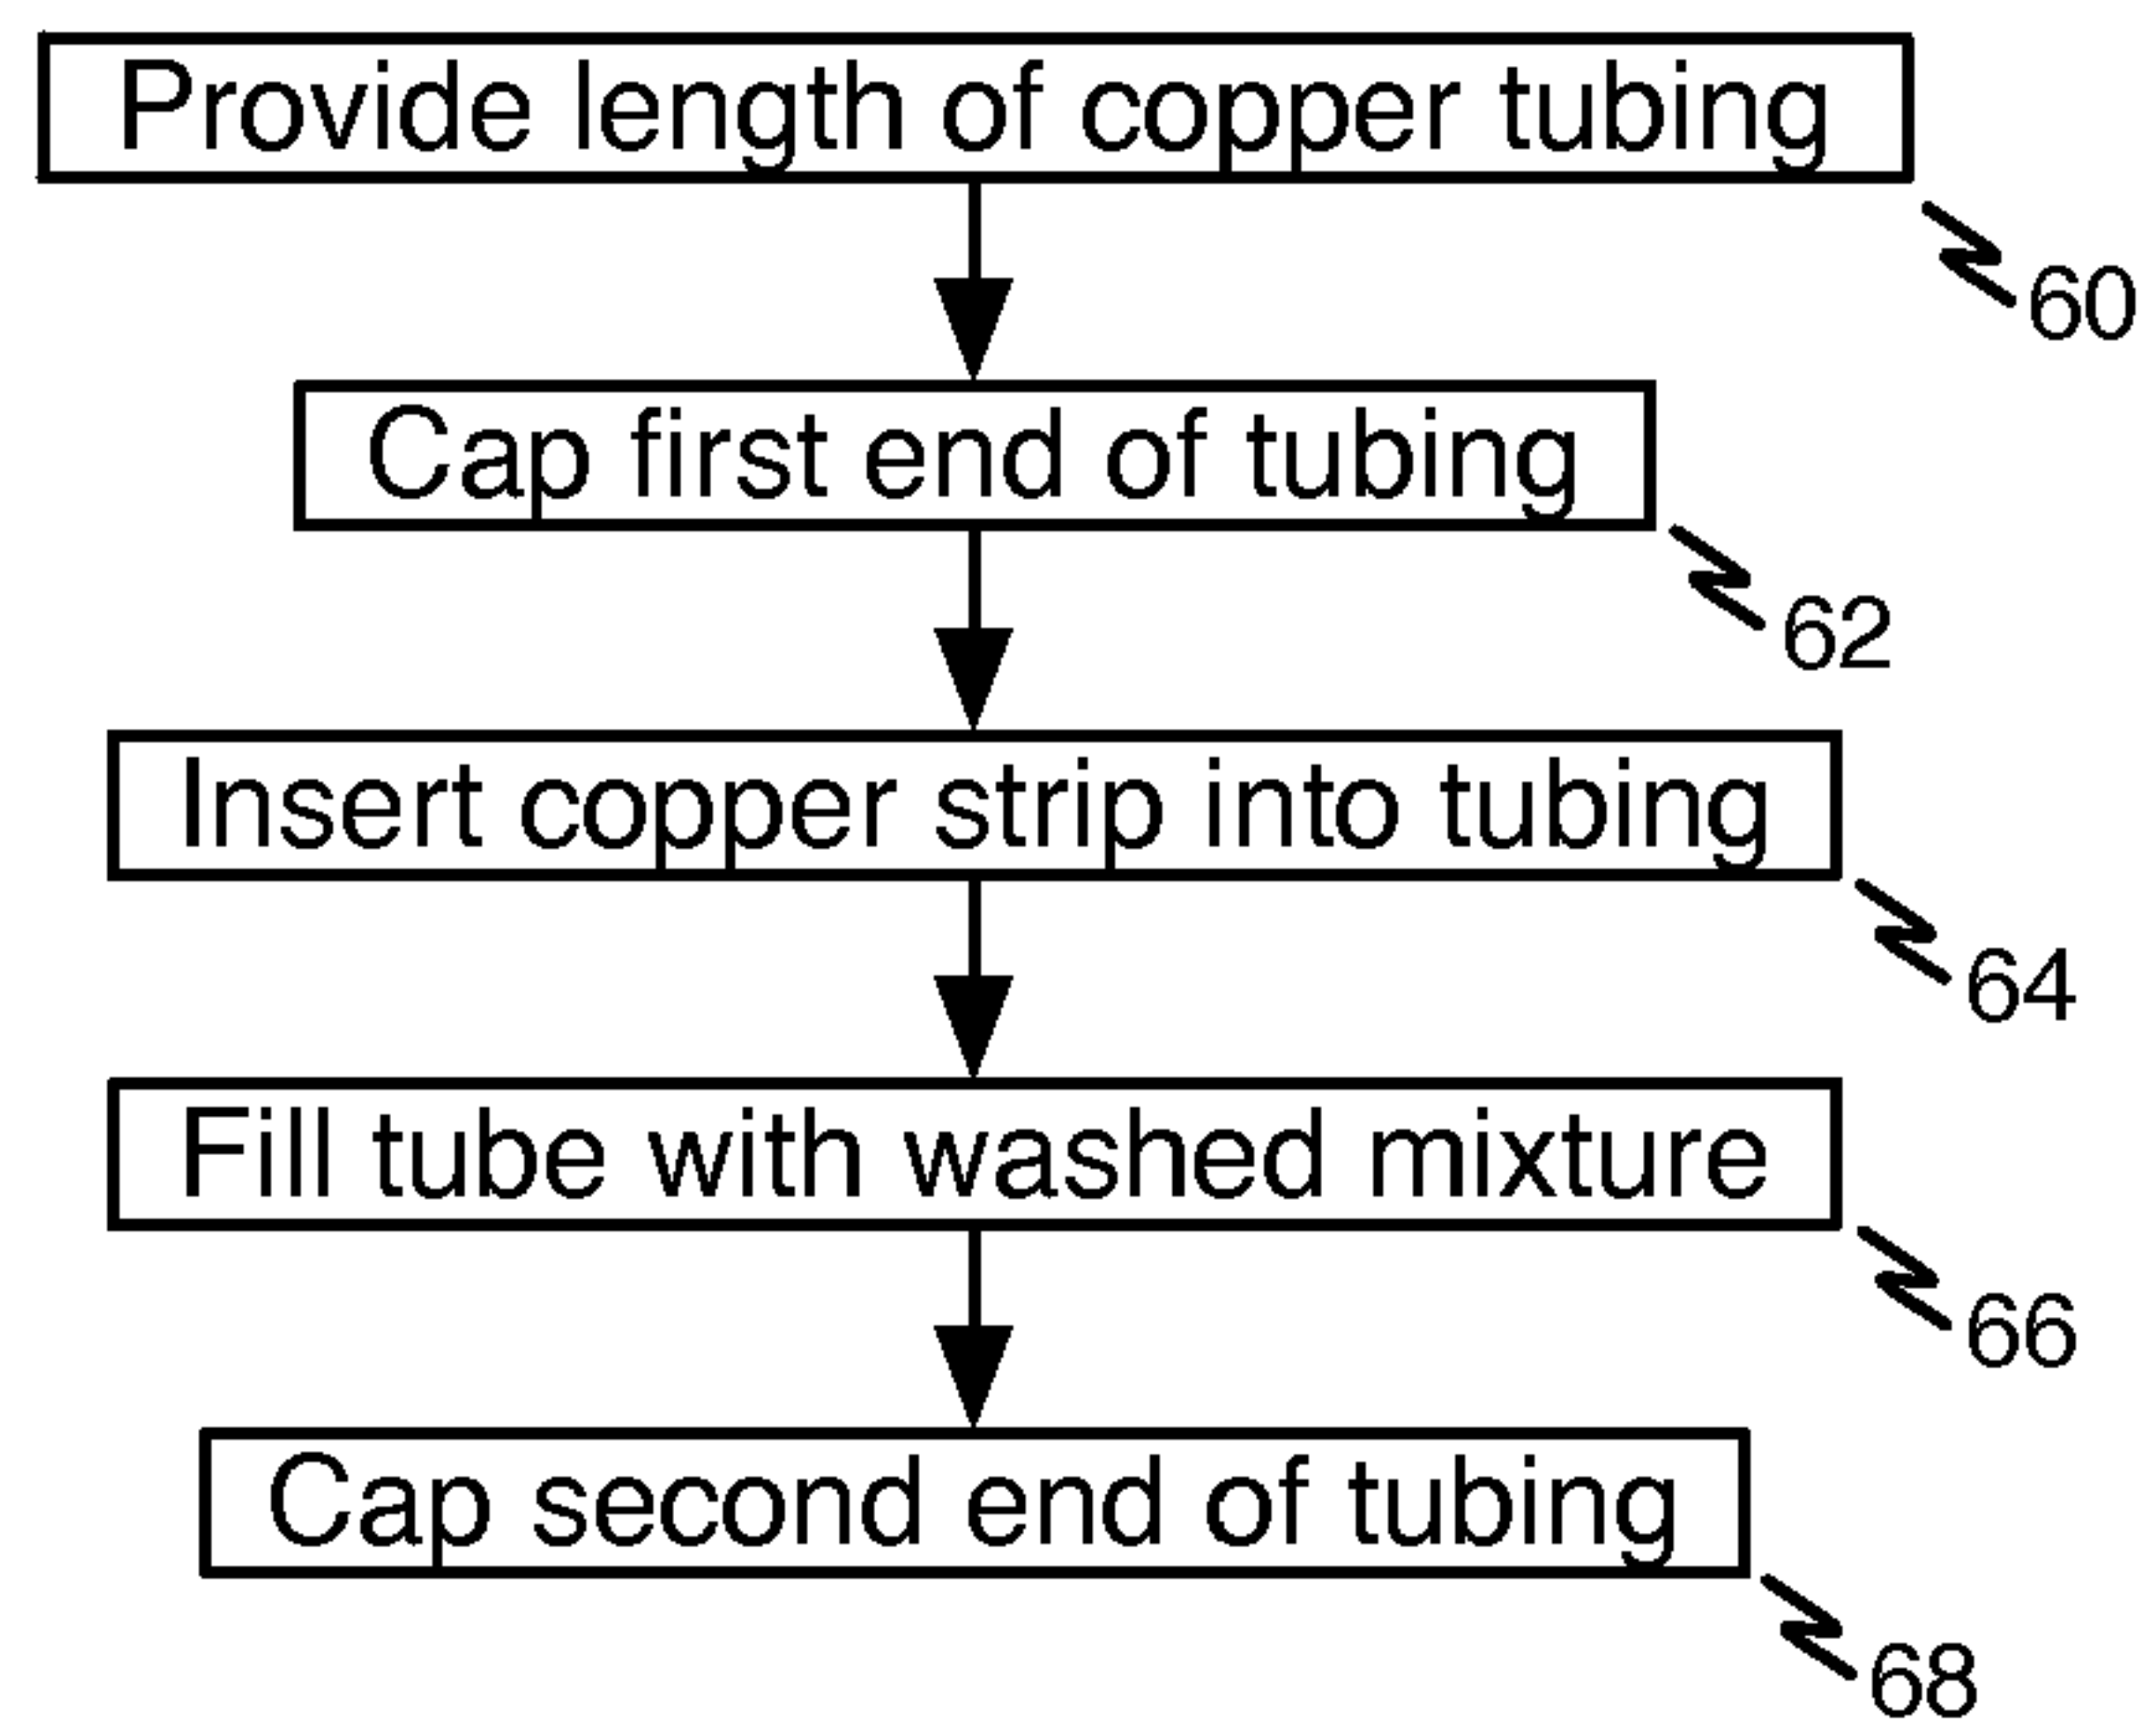 Provide length of copper tubing
60
Cap first end of tubing
62
Insert copper strip into tubing
64
Fill tube with washed mixture
66
Cap second end of tubing
68